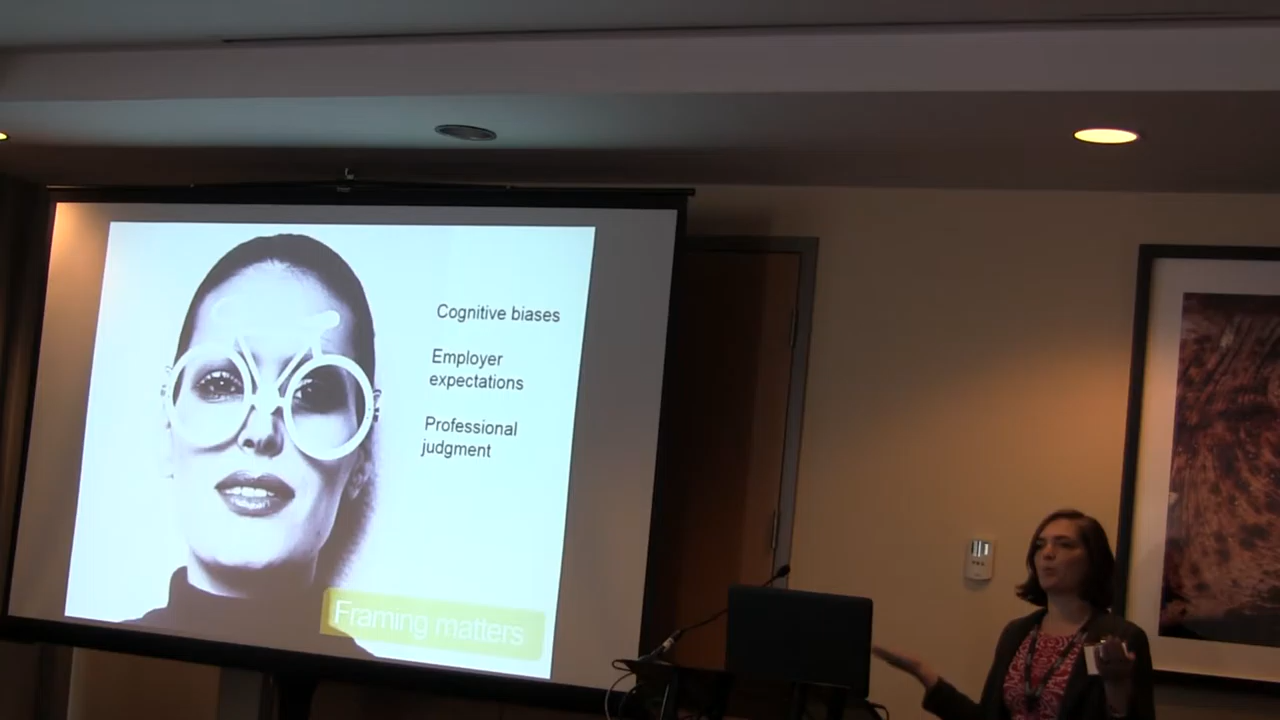 Cognitive biases
Employer
expectations
Professional
judgment
Framing matters